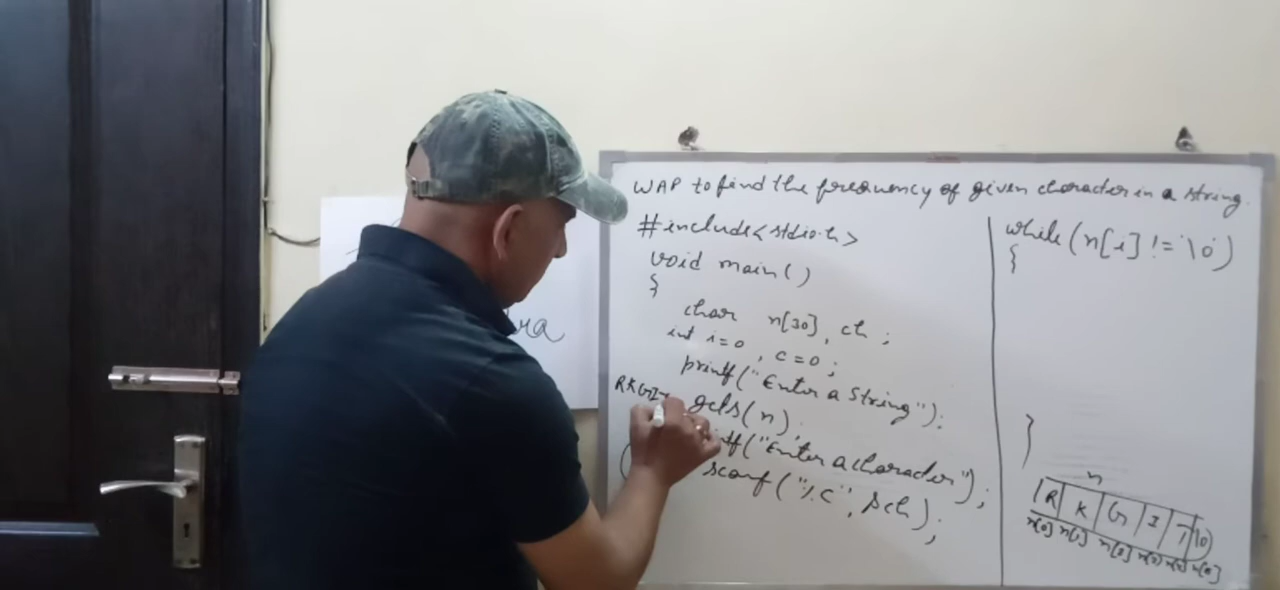 WAP to find the frequency of given character in a string.
#include<stdio.h>
void main()
{
char n[30], ch;
int i=0, c=0;
printf("Enter a String");
RKGIT
gets(n);
("Enter a character");
scanf("%c", &ch);
while(n[i] != '\0')
{
}
n
R K G I T \0
n[0] n[1] n[2] n[3] n[4] n[5]